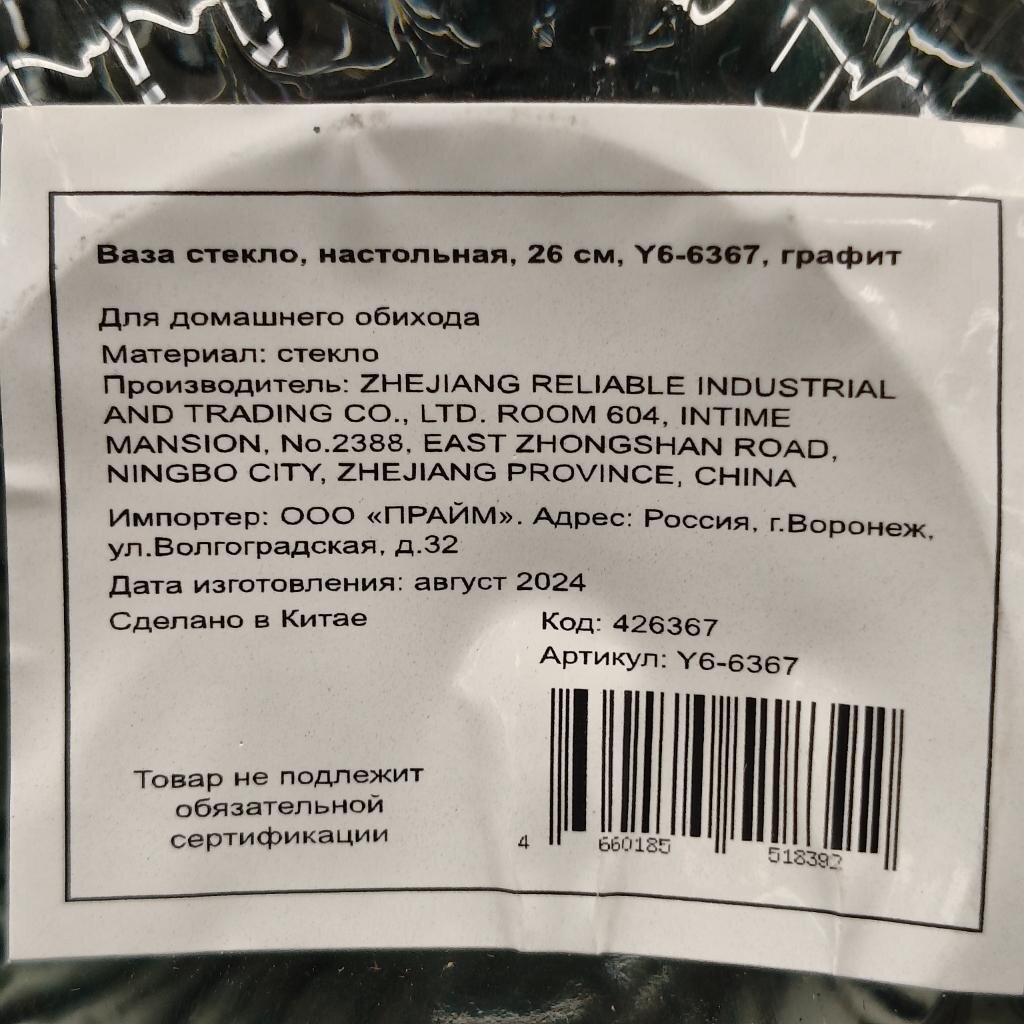 Ваза стекло, настольная, 26 см, Y6-6367, графит
Для домашнего обихода
Материал: стекло
Производитель: ZHEJIANG RELIABLE INDUSTRIAL
AND TRADING CO., LTD. ROOM 604, INTIME
MANSION, No.2388, EAST ZHONGSHAN ROAD,
NINGBO CITY, ZHEJIANG PROVINCE, CHINA
Импортер: ООО «ПРАЙМ». Адрес: Россия, г.Воронеж,
ул.Волгоградская, д.32
Дата изготовления: август 2024
Сделано в Китае
Код: 426367
Артикул: Y6-6367
Товар не подлежит
обязательной
сертификации
4 660185 518392